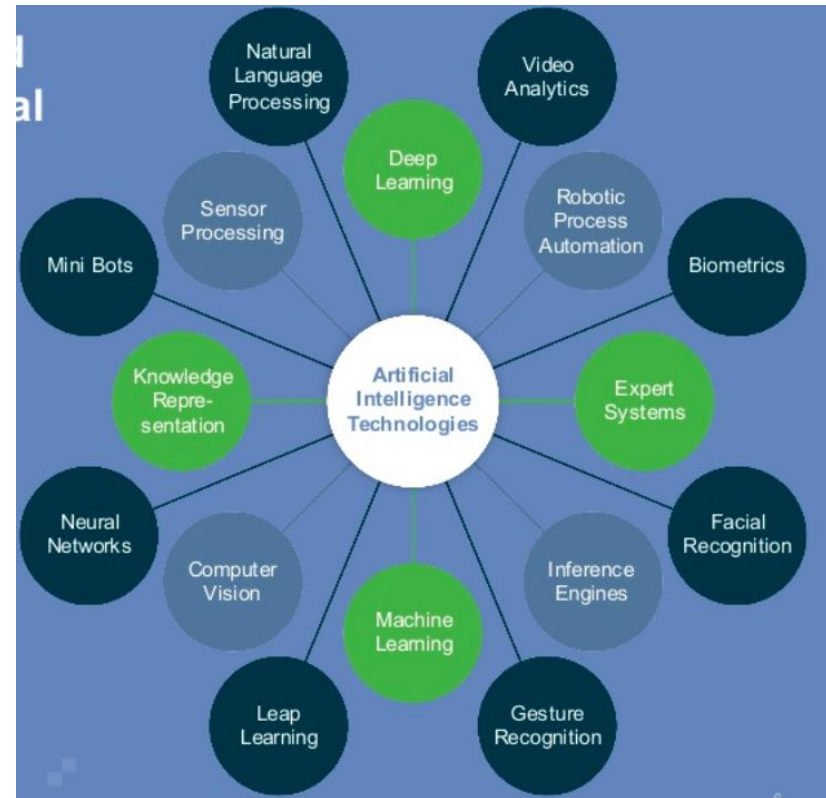 d
al
Natural
Language
Processing
Video
Analytics
Deep
Learning
Sensor
Processing
Robotic
Process
Automation
Mini Bots
Biometrics
Knowledge
Repre-
sentation
Artificial
Intelligence
Technologies
Expert
Systems
Neural
Networks
Facial
Recognition
Computer
Vision
Inference
Engines
Machine
Learning
Leap
Learning
Gesture
Recognition